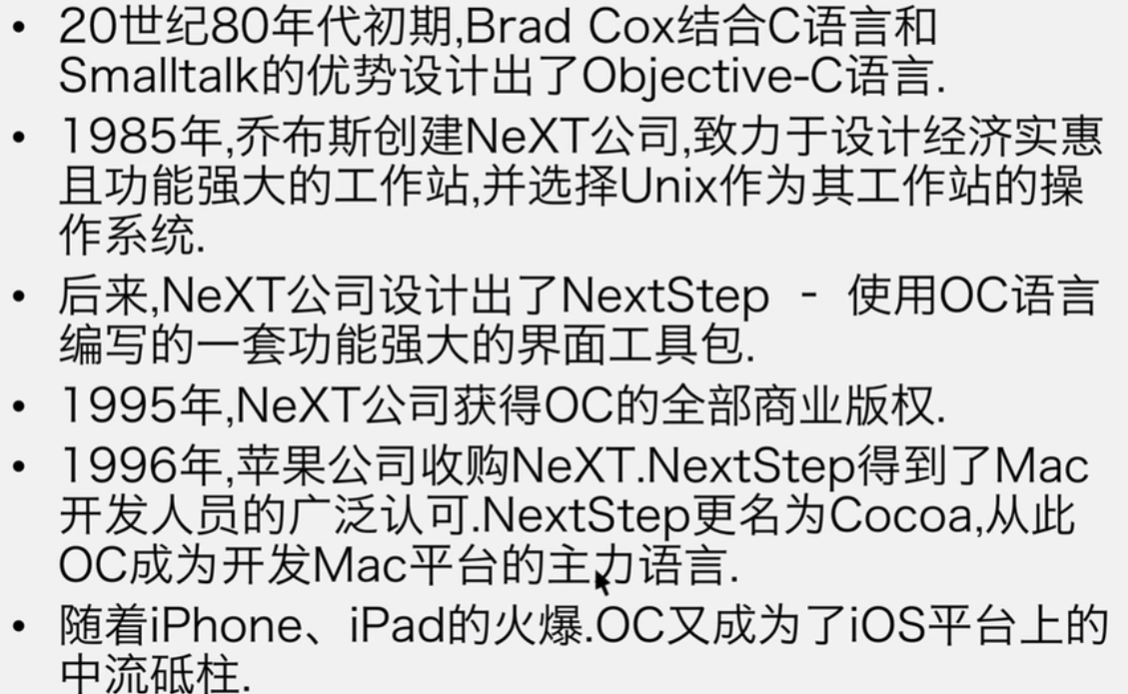 • 20世纪80年代初期,Brad Cox结合C语言和
Smalltalk的优势设计出了Objective-C语言.
• 1985年,乔布斯创建NeXT公司,致力于设计经济实惠
且功能强大的工作站,并选择Unix作为其工作站的操
作系统.
• 后来,NeXT公司设计出了NextStep - 使用OC语言
编写的一套功能强大的界面工具包.
• 1995年,NeXT公司获得OC的全部商业版权.
• 1996年,苹果公司收购NeXT.NextStep得到了Mac
开发人员的广泛认可.NextStep更名为Cocoa,从此
OC成为开发Mac平台的主力语言.
• 随着iPhone、iPad的火爆.OC又成为了iOS平台上的
中流砥柱.